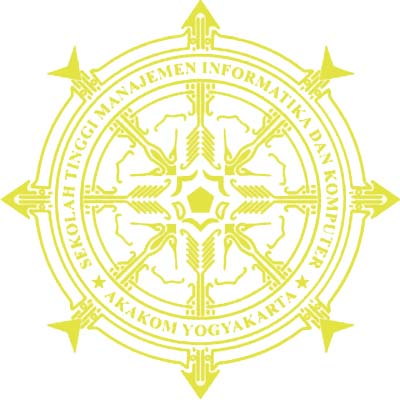 SEKOLAH TINGGI MANAJEMEN INFORMATIKA DAN KOMPUTER
AKAKOM YOGYAKARTA